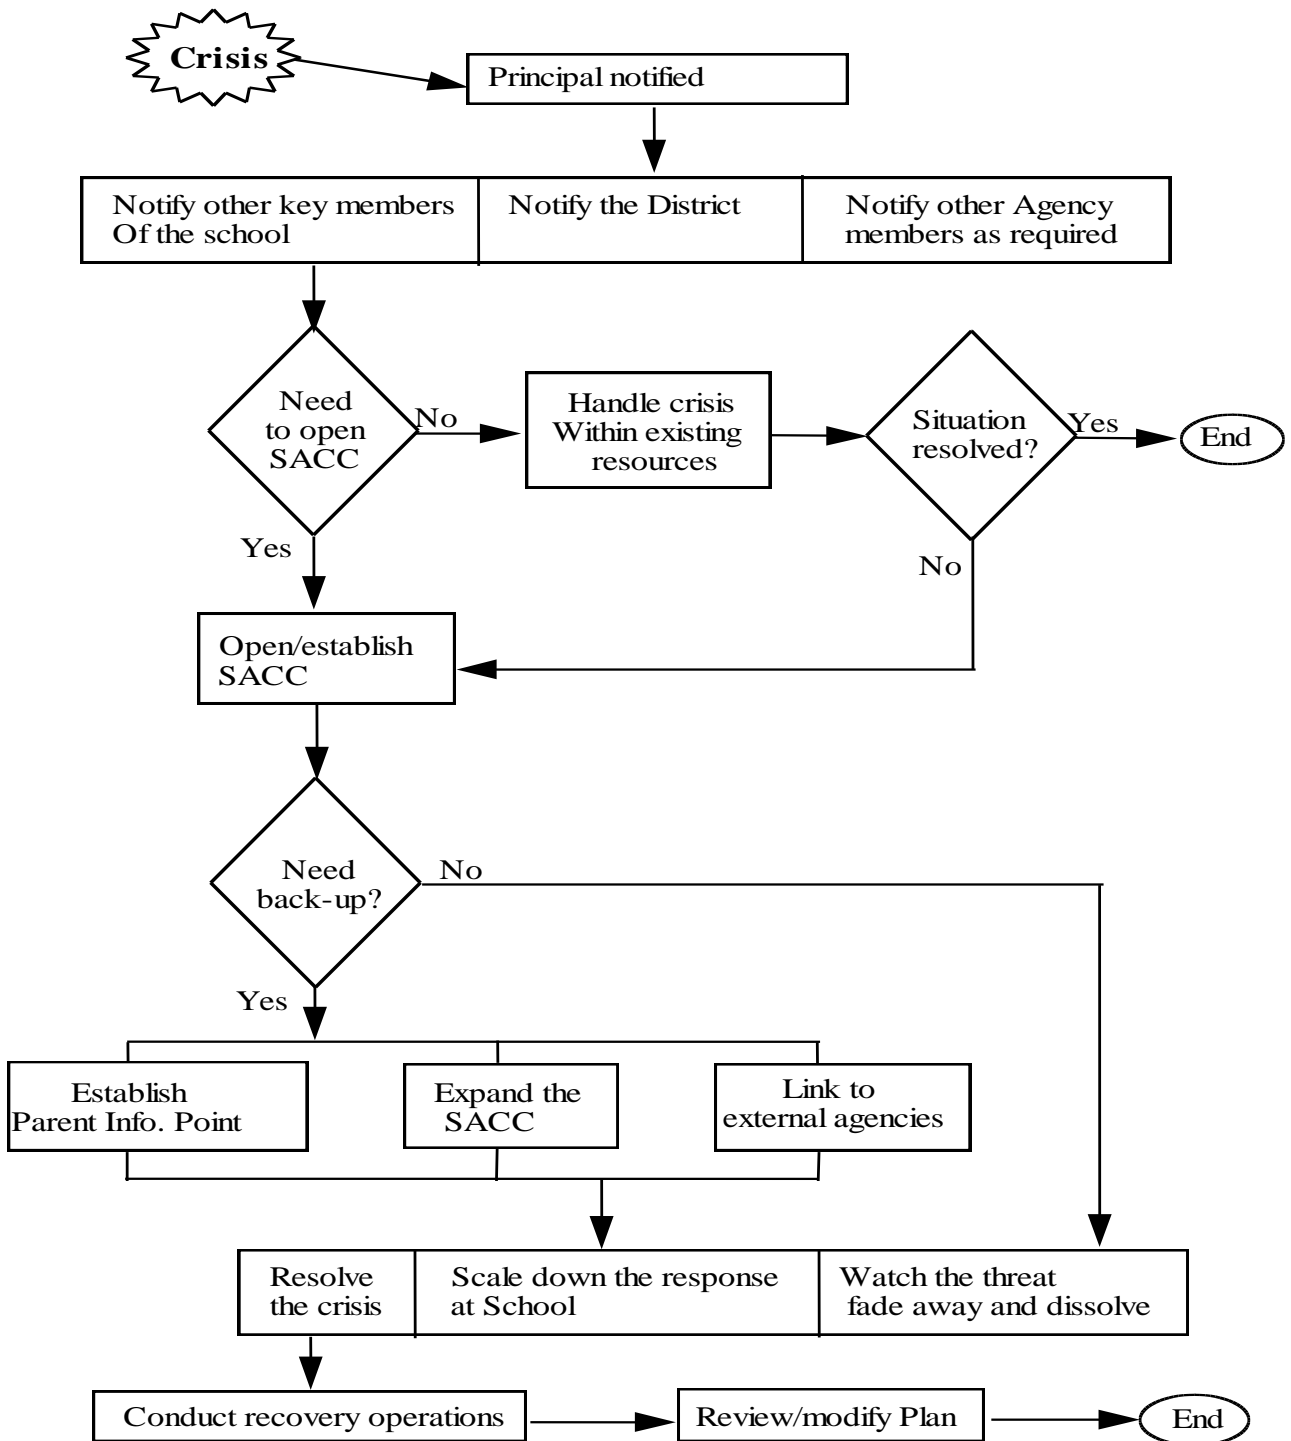 Crisis
Principal notified
Notify other key members
Of the school
Notify the District
Notify other Agency
members as required
Need
to open
SACC
No
Handle crisis
Within existing
resources
Situation
resolved?
Yes
End
Yes
No
Open/establish
SACC
Need
back-up?
No
Yes
Establish
Parent Info. Point
Expand the
SACC
Link to
external agencies
Resolve
the crisis
Scale down the response
at School
Watch the threat
fade away and dissolve
Conduct recovery operations
Review/modify Plan
End